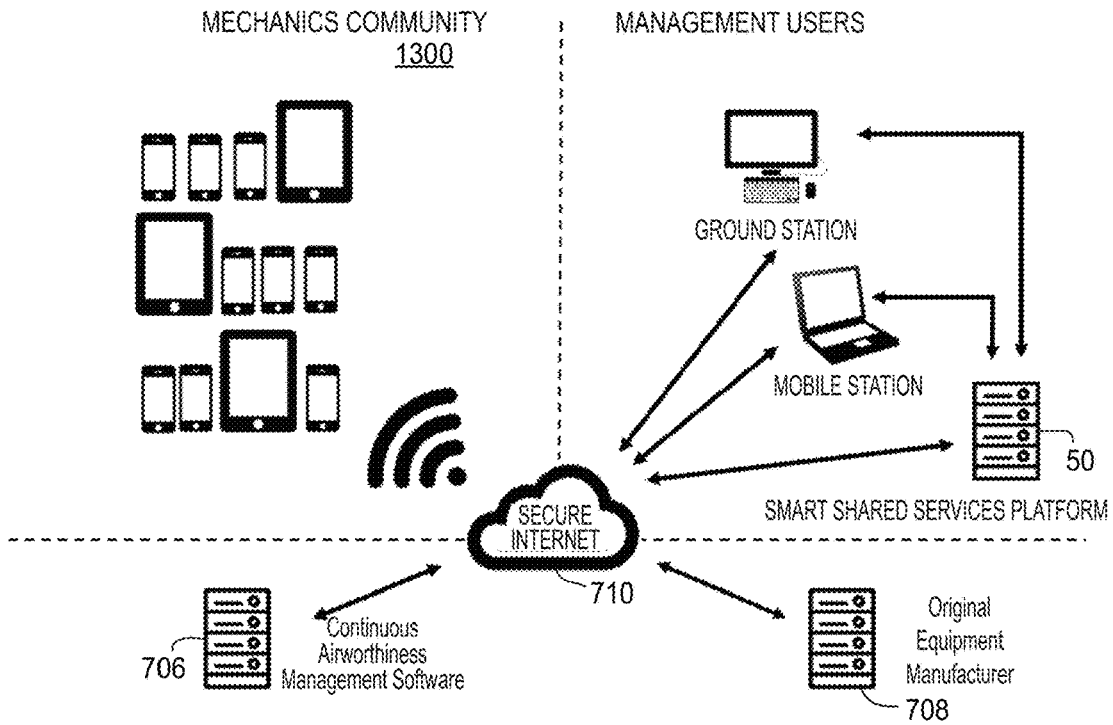 MECHANICS COMMUNITY
1300
MANAGEMENT USERS
GROUND STATION
MOBILE STATION
50
SMART SHARED SERVICES PLATFORM
SECURE
INTERNET
710
706
Continuous
Airworthiness
Management Software
Original
Equipment
Manufacturer
708